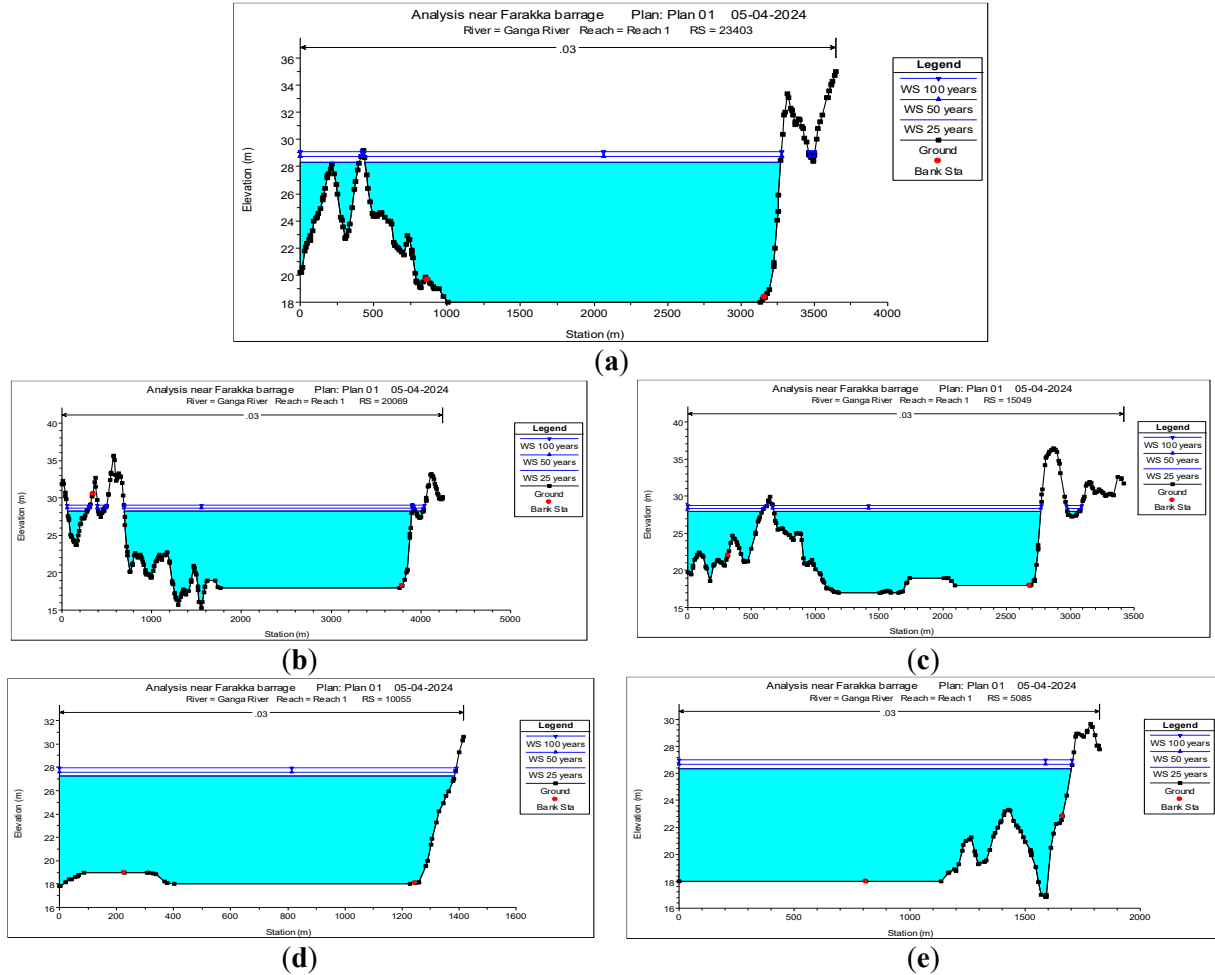 Analysis near Farakka barrage Plan: Plan 01 05-04-2024
River = Ganga River Reach = Reach 1 RS = 23403
.03
Legend
WS 100 years
WS 50 years
WS 25 years
Ground
Bank Sta
Elevation (m)
36
34
32
30
28
26
24
22
20
18
0 500 1000 1500 2000 2500 3000 3500 4000
Station (m)
(a)
Analysis near Farakka barrage Plan: Plan 01 05-04-2024
River = Ganga River Reach = Reach 1 RS = 20069
.03
Legend
WS 100 years
WS 50 years
WS 25 years
Ground
Bank Sta
Elevation (m)
40
35
30
25
20
15
0 1000 2000 3000 4000 5000
Station (m)
(b)
Analysis near Farakka barrage Plan: Plan 01 05-04-2024
River = Ganga River Reach = Reach 1 RS = 15049
.03
Legend
WS 100 years
WS 50 years
WS 25 years
Ground
Bank Sta
Elevation (m)
40
35
30
25
20
15
0 500 1000 1500 2000 2500 3000 3500
Station (m)
(c)
Analysis near Farakka barrage Plan: Plan 01 05-04-2024
River = Ganga River Reach = Reach 1 RS = 10055
.03
Legend
WS 100 years
WS 50 years
WS 25 years
Ground
Bank Sta
Elevation (m)
32
30
28
26
24
22
20
18
16
0 200 400 600 800 1000 1200 1400 1600
Station (m)
(d)
Analysis near Farakka barrage Plan: Plan 01 05-04-2024
River = Ganga River Reach = Reach 1 RS = 5085
.03
Legend
WS 100 years
WS 50 years
WS 25 years
Ground
Bank Sta
Elevation (m)
30
28
26
24
22
20
18
16
0 500 1000 1500 2000
Station (m)
(e)